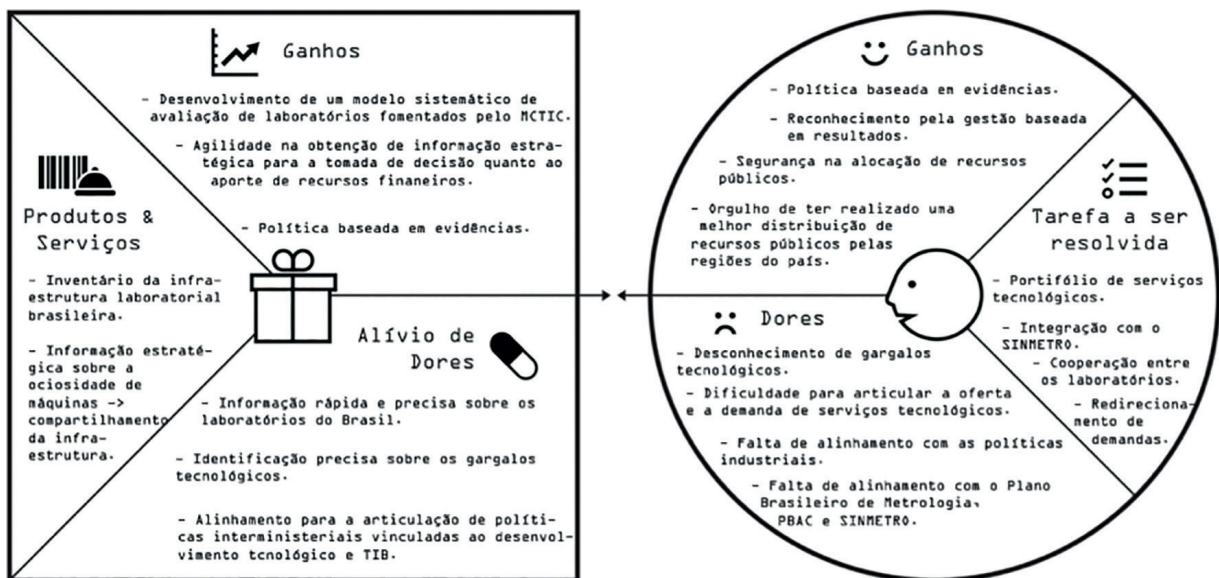 Ganhos
- Desenvolvimento de um modelo sistemático de
avaliação de laboratórios fomentados pelo MCTIC.
- Agilidade na obtenção de informação estra-
tégica para a tomada de decisão quanto ao
aporte de recursos finaneiros.
- Política baseada em evidências.
Produtos &
Serviços
- Inventário da infra-
estrutura laboratorial
brasileira.
- Informação estraté-
gica sobre a
ociosidade de
máquinas ->
compartilhamento
da infra-
estrutura.
Alívio de
Dores
- Informação rápida e precisa sobre os
laboratórios do Brasil.
- Identificação precisa sobre os gargalos
tecnológicos.
- Alinhamento para a articulação de políti-
cas interministeriais vinculadas ao desenvol-
vimento tcnológico e TIB.
Ganhos
- Política baseada em evidências.
- Reconhecimento pela gestão baseada
em resultados.
- Segurança na alocação de recursos
públicos.
- Orgulho de ter realizado uma
melhor distribuição de
recursos públicos pelas
regiões do país.
Dores
- Desconhecimento de gargalos
tecnológicos.
- Dificuldade para articular a oferta
e a demanda de serviços tecnológicos.
- Falta de alinhamento com as políticas
industriais.
- Falta de alinhamento com o Plano
Brasileiro de Metrologia,
PBAC e SINMETRO.
Tarefa a ser
resolvida
- Portifólio de serviços
tecnológicos.
- Integração com o
SINMETRO.
- Cooperação entre
os laboratórios.
- Redireciona-
mento de
demandas.